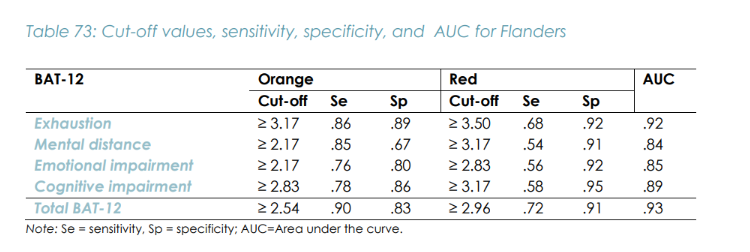 Table 73: Cut-off values, sensitivity, specificity, and AUC for Flanders
BAT-12 Orange Red AUC
Cut-off Se Sp Cut-off Se Sp
Exhaustion ≥ 3.17 .86 .89 ≥ 3.50 .68 .92 .92
Mental distance ≥ 2.17 .85 .67 ≥ 3.17 .54 .91 .84
Emotional impairment ≥ 2.17 .76 .80 ≥ 2.83 .56 .92 .85
Cognitive impairment ≥ 2.83 .78 .86 ≥ 3.17 .58 .95 .89
Total BAT-12 ≥ 2.54 .90 .83 ≥ 2.96 .72 .91 .93
Note: Se = sensitivity, Sp = specificity; AUC=Area under the curve.